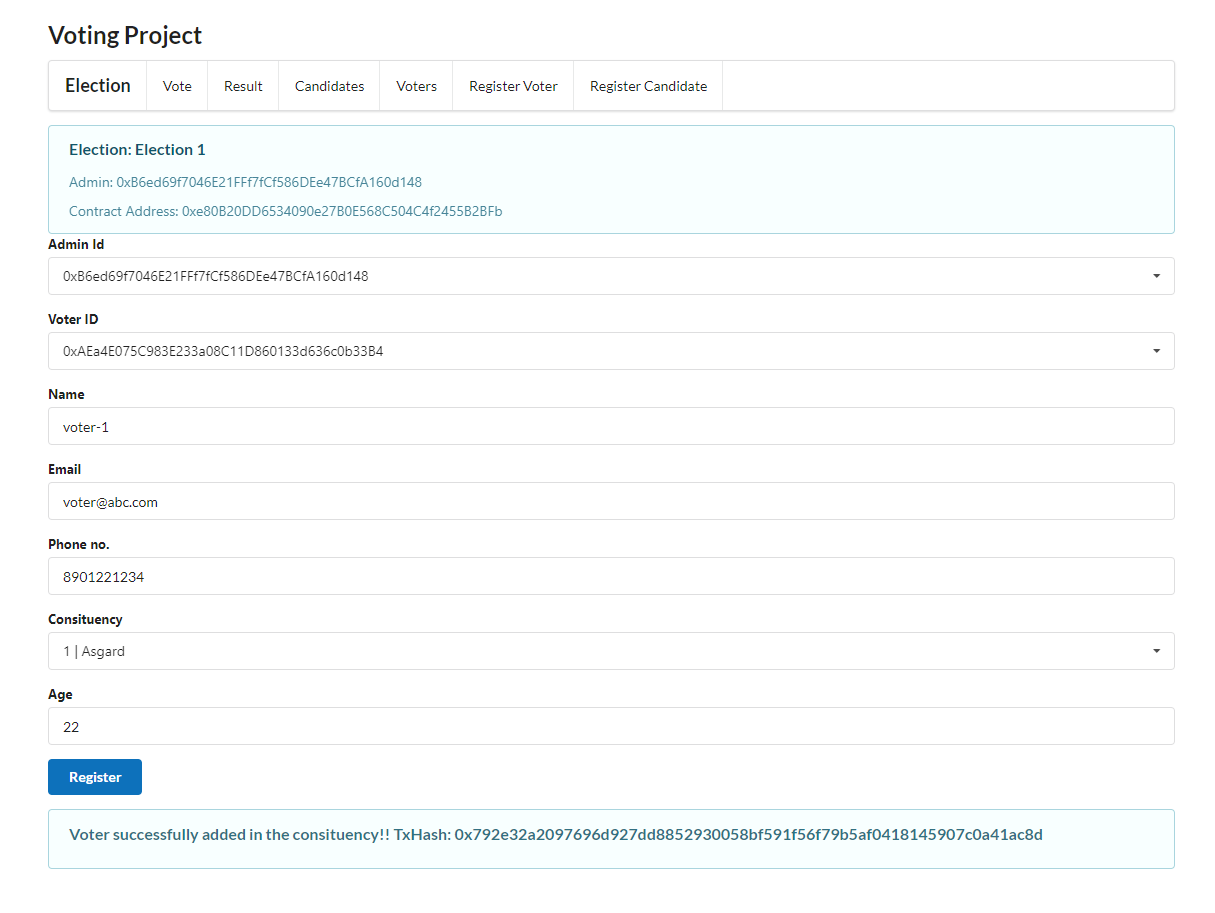 Voting Project
Election Vote Result Candidates Voters Register Voter Register Candidate
Election: Election 1
Admin: 0xB6ed69f7046E21FFf7fCf586DEe47BCfA160d148
Contract Address: 0xe80B20DD6534090e27B0E568C504C4f2455B2BFb
Admin Id
0xB6ed69f7046E21FFf7fCf586DEe47BCfA160d148
Voter ID
0xAEa4E075C983E233a08C11D860133d636c0b33B4
Name
voter-1
Email
voter@abc.com
Phone no.
8901221234
Consituency
1 | Asgard
Age
22
Register
Voter successfully added in the consituency!! TxHash: 0x792e32a2097696d927dd8852930058bf591f56f79b5af0418145907c0a41ac8d